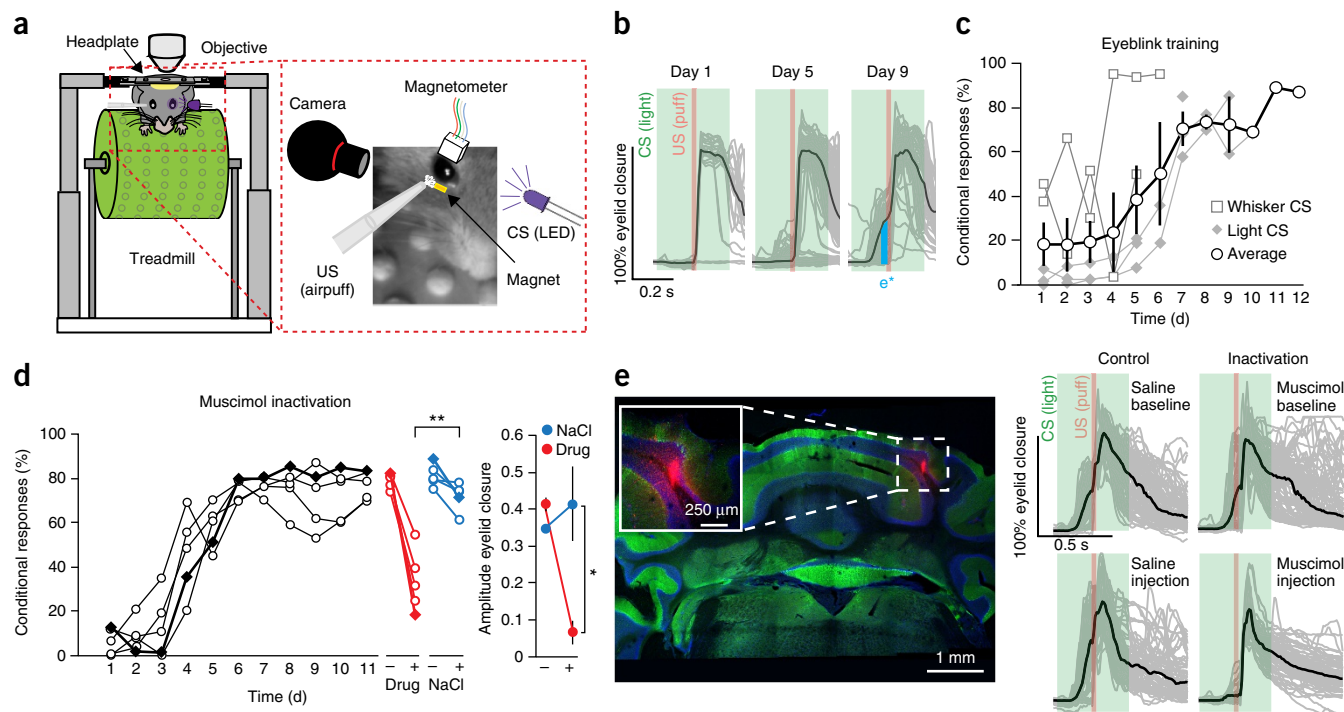 a
Headplate
Objective
Treadmill
Camera
Magnetometer
US
(airpuff)
CS (LED)
Magnet
b
Day 1
Day 5
Day 9
CS (light)
US (puff)
100% eyelid closure
0.2 s
e*
c
Eyeblink training
Conditional responses (%)
100
80
60
40
20
0
1 2 3 4 5 6 7 8 9 10 11 12
Time (d)
Whisker CS
Light CS
Average
d
Muscimol inactivation
Conditional responses (%)
100
80
60
40
20
0
1 2 3 4 5 6 7 8 9 10 11
Time (d)
**
– + – +
Drug NaCl
NaCl
Drug
Amplitude eyelid closure
0.6
0.5
0.4
0.3
0.2
0.1
0
– +
*
e
250 μm
1 mm
Control
Inactivation
CS (light)
US (puff)
100% eyelid closure
0.5 s
Saline
baseline
Muscimol
baseline
Saline
injection
Muscimol
injection